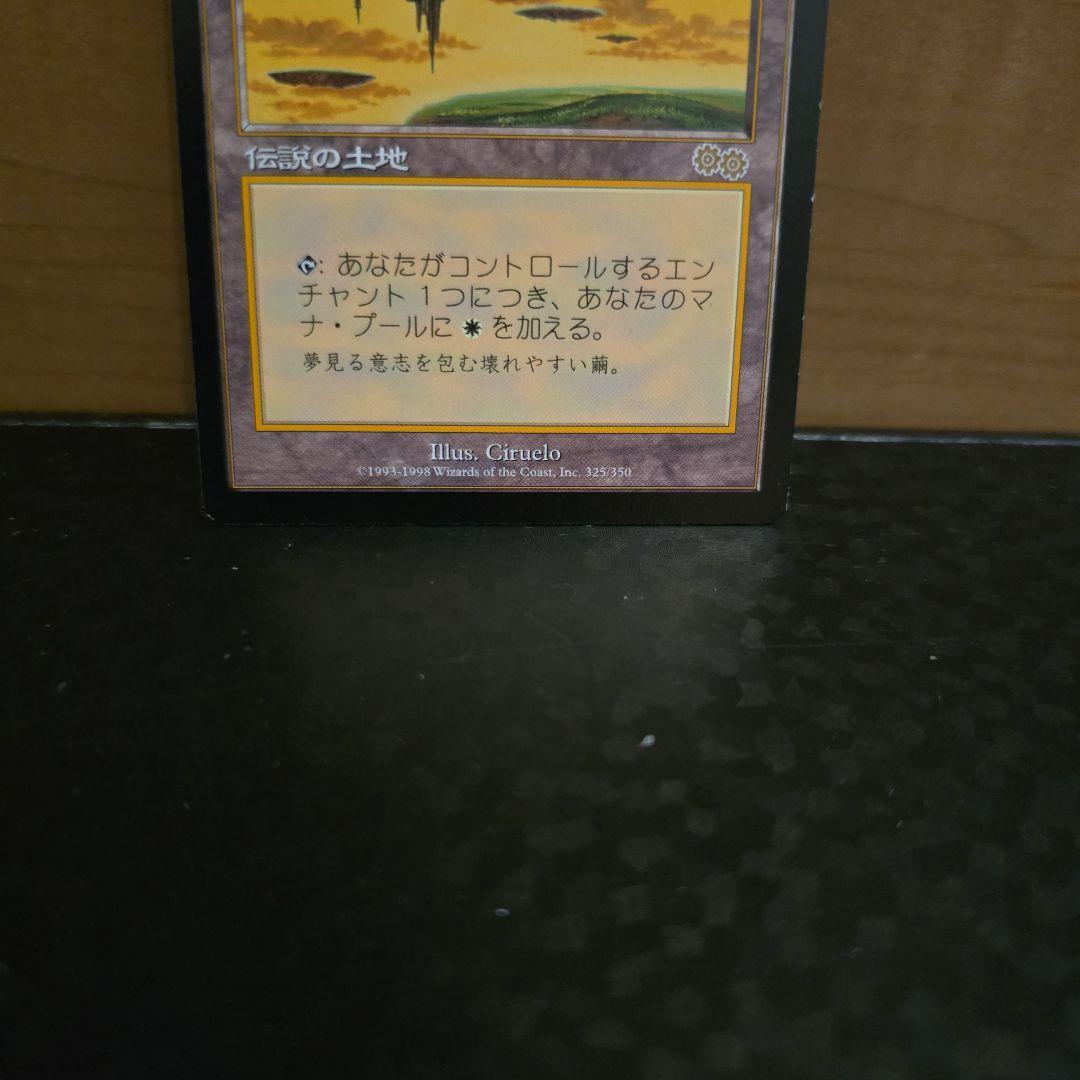 伝説の土地
: あなたがコントロールするエン
チャント1つにつき、あなたのマ
ナ・プールに を加える。
夢見る意志を包む壊れやすい繭。
Illus. Ciruelo
©1993-1998 Wizards of the Coast, Inc. 325/350